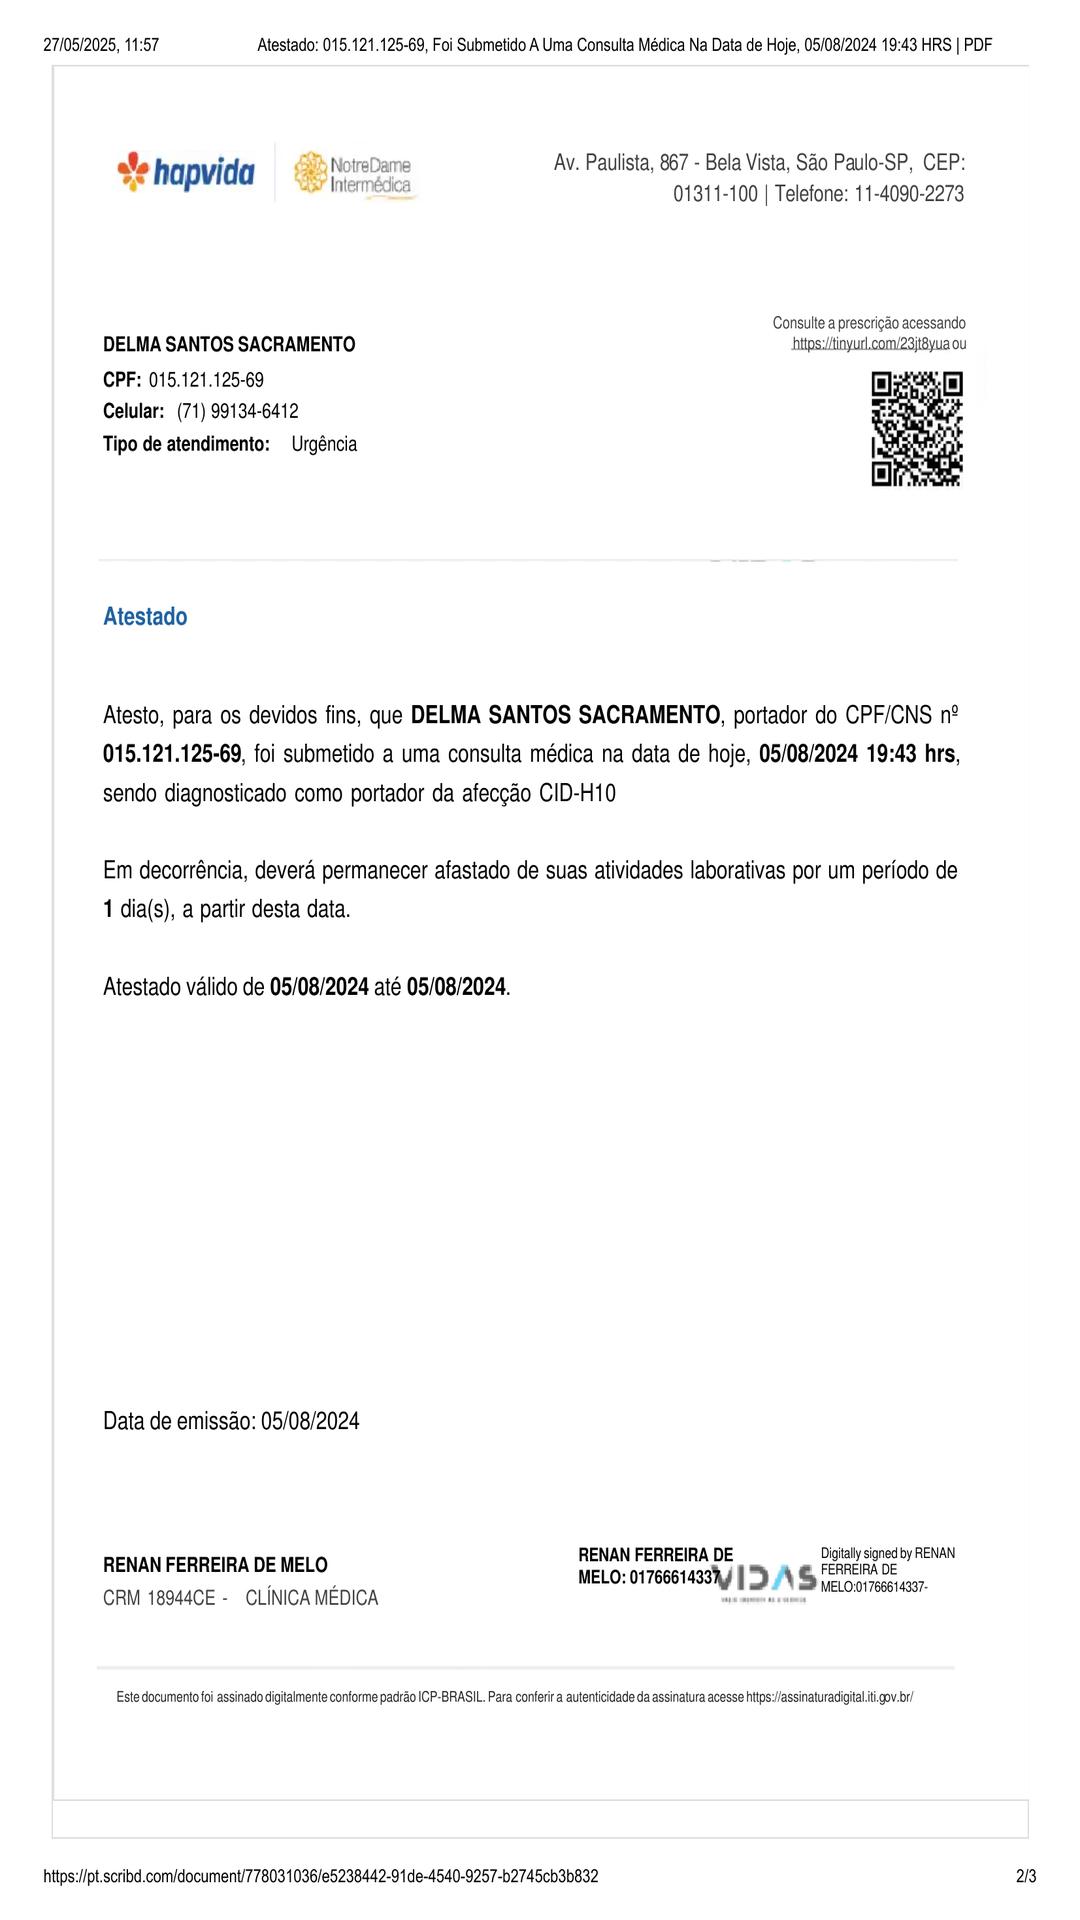 27/05/2025, 11:57 Atestado: 015.121.125-69, Foi Submetido A Uma Consulta Médica Na Data de Hoje, 05/08/2024 19:43 HRS | PDF
hapvida NotreDame Intermédica
Av. Paulista, 867 - Bela Vista, São Paulo-SP, CEP:
01311-100 | Telefone: 11-4090-2273
Consulte a prescrição acessando
https://tinyurl.com/23jt8yua ou
DELMA SANTOS SACRAMENTO
CPF: 015.121.125-69
Celular: (71) 99134-6412
Tipo de atendimento: Urgência
Atestado
Atesto, para os devidos fins, que DELMA SANTOS SACRAMENTO, portador do CPF/CNS nº
015.121.125-69, foi submetido a uma consulta médica na data de hoje, 05/08/2024 19:43 hrs,
sendo diagnosticado como portador da afecção CID-H10
Em decorrência, deverá permanecer afastado de suas atividades laborativas por um período de
1 dia(s), a partir desta data.
Atestado válido de 05/08/2024 até 05/08/2024.
Data de emissão: 05/08/2024
RENAN FERREIRA DE MELO
CRM 18944CE - CLÍNICA MÉDICA
RENAN FERREIRA DE
MELO: 01766614337
VIDAS
Digitally signed by RENAN
FERREIRA DE
MELO:01766614337-
Este documento foi assinado digitalmente conforme padrão ICP-BRASIL. Para conferir a autenticidade da assinatura acesse https://assinaturadigital.iti.gov.br/
https://pt.scribd.com/document/778031036/e5238442-91de-4540-9257-b2745cb3b832 2/3